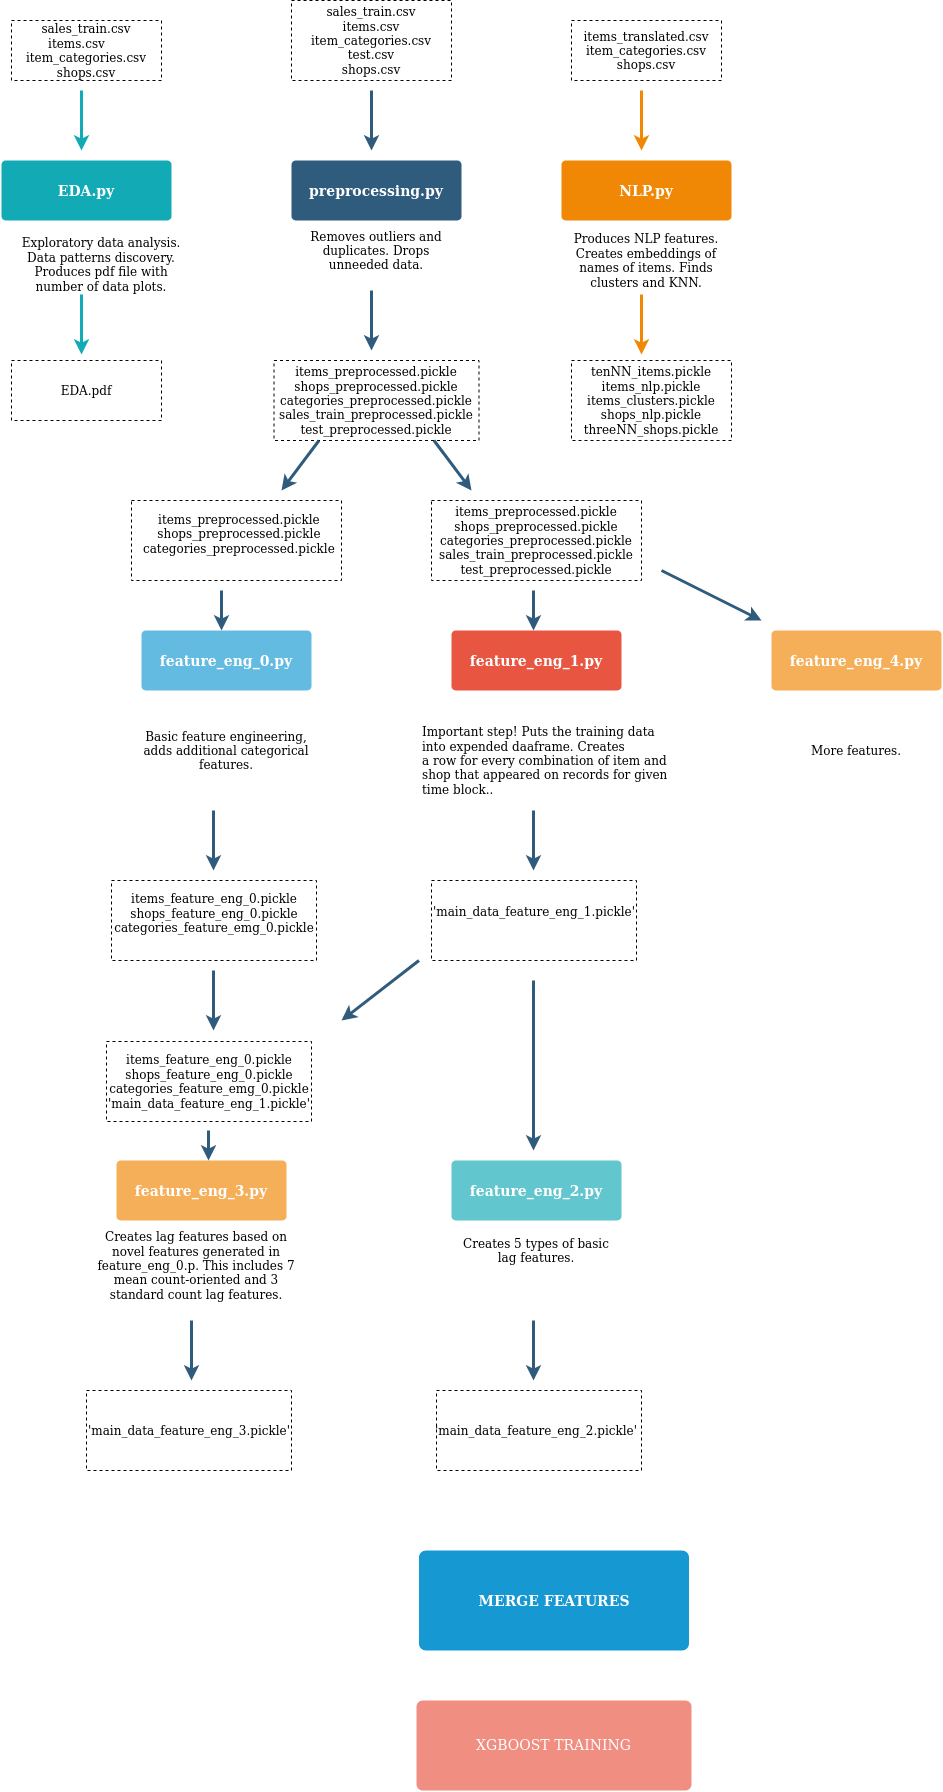 sales_train.csv
items.csv
item_categories.csv
shops.csv
sales_train.csv
items.csv
item_categories.csv
test.csv
shops.csv
items_translated.csv
item_categories.csv
shops.csv
EDA.py
preprocessing.py
NLP.py
Exploratory data analysis.
Data patterns discovery.
Produces pdf file with
number of data plots.
Removes outliers and
duplicates. Drops
unneeded data.
Produces NLP features.
Creates embeddings of
names of items. Finds
clusters and KNN.
EDA.pdf
items_preprocessed.pickle
shops_preprocessed.pickle
categories_preprocessed.pickle
sales_train_preprocessed.pickle
test_preprocessed.pickle
tenNN_items.pickle
items_nlp.pickle
items_clusters.pickle
shops_nlp.pickle
threeNN_shops.pickle
items_preprocessed.pickle
shops_preprocessed.pickle
categories_preprocessed.pickle
items_preprocessed.pickle
shops_preprocessed.pickle
categories_preprocessed.pickle
sales_train_preprocessed.pickle
test_preprocessed.pickle
feature_eng_0.py
feature_eng_1.py
feature_eng_4.py
Basic feature engineering,
adds additional categorical
features.
Important step! Puts the training data
into expended daaframe. Creates
a row for every combination of item and
shop that appeared on records for given
time block..
More features.
items_feature_eng_0.pickle
shops_feature_eng_0.pickle
categories_feature_emg_0.pickle
'main_data_feature_eng_1.pickle'
items_feature_eng_0.pickle
shops_feature_eng_0.pickle
categories_feature_emg_0.pickle
'main_data_feature_eng_1.pickle'
feature_eng_3.py
feature_eng_2.py
Creates lag features based on
novel features generated in
feature_eng_0.p. This includes 7
mean count-oriented and 3
standard count lag features.
Creates 5 types of basic
lag features.
'main_data_feature_eng_3.pickle'
'main_data_feature_eng_2.pickle'
MERGE FEATURES
XGBOOST TRAINING